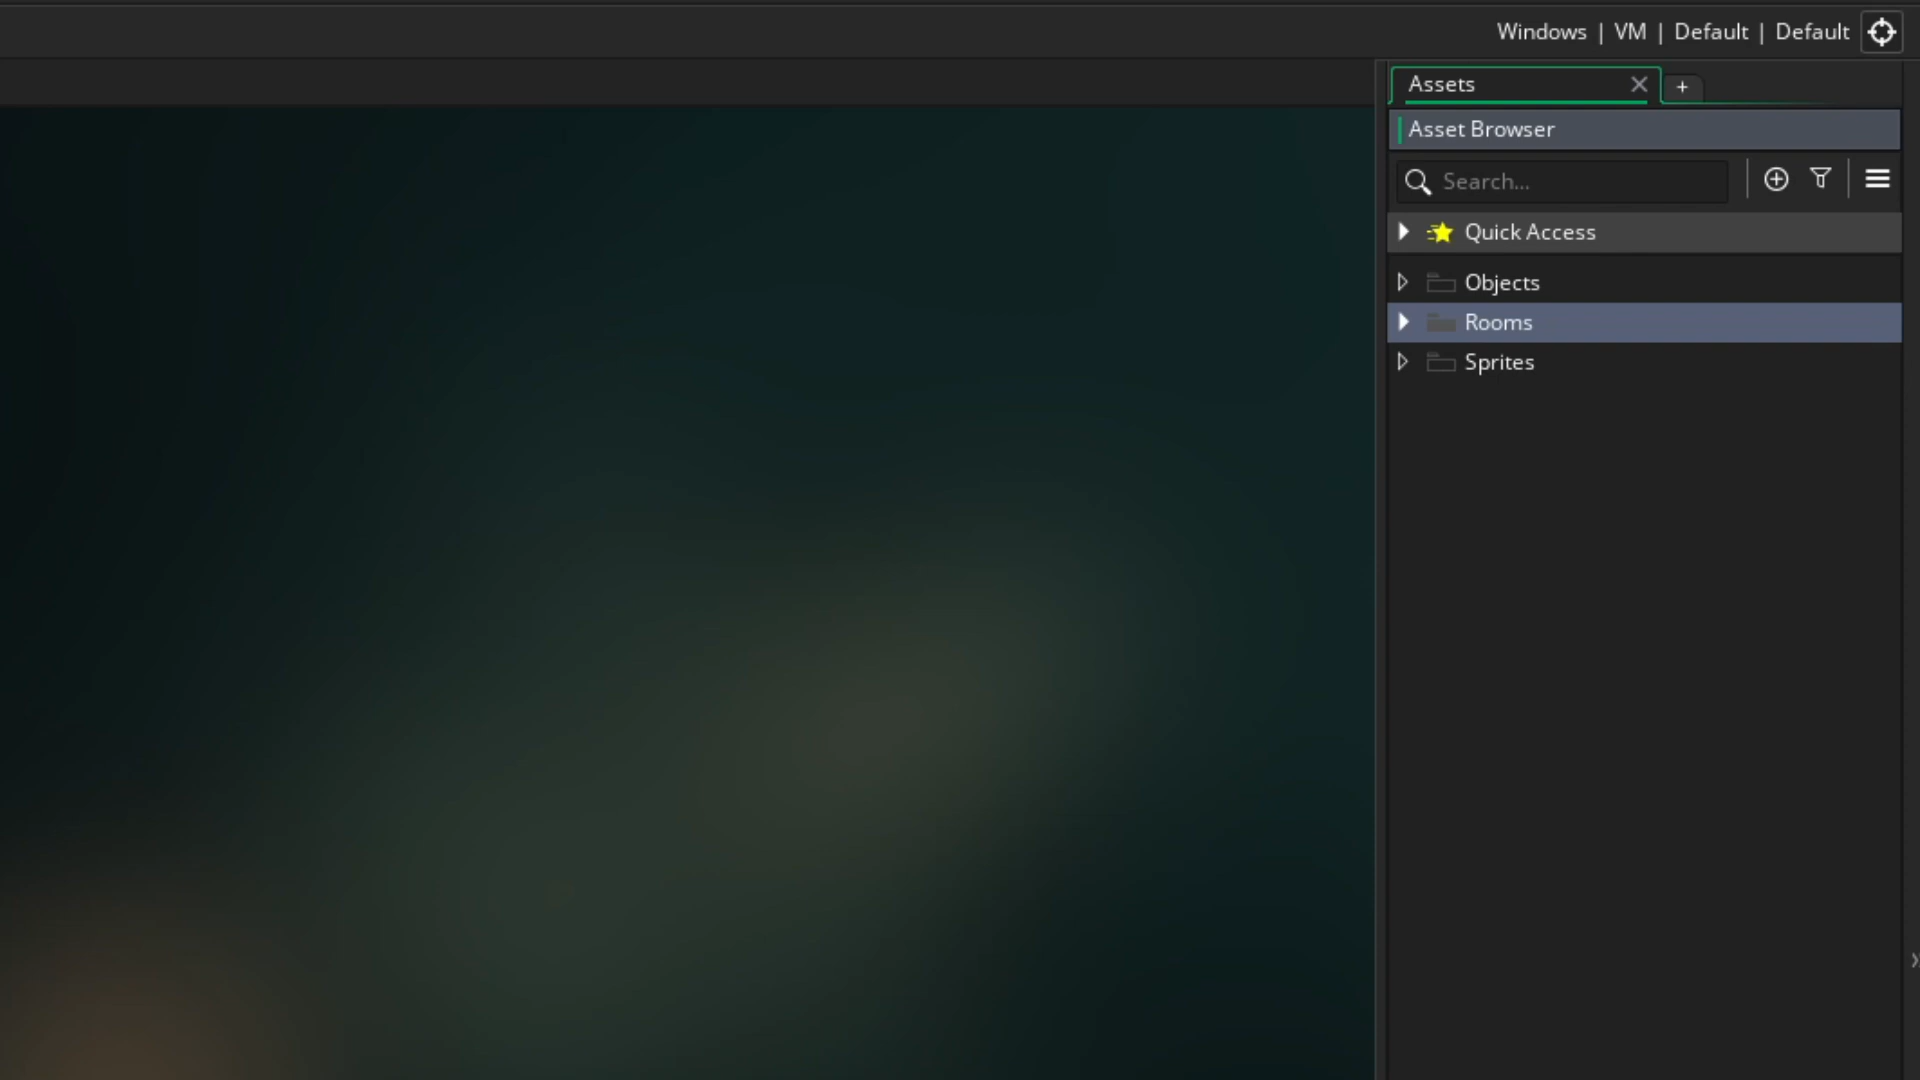 Windows | VM | Default | Default
Assets
Asset Browser
Search...
Quick Access
Objects
Rooms
Sprites